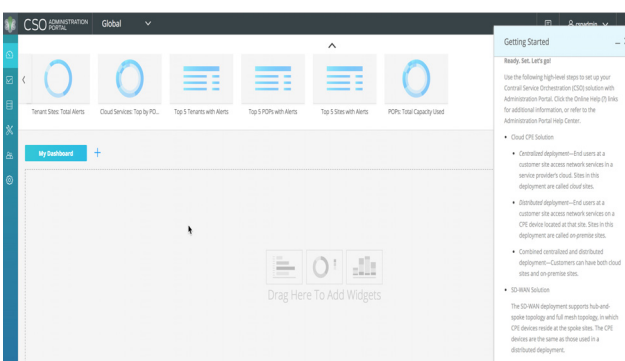 CSO ADMINISTRATION PORTAL
Global
cspadmin
Tenant Sites: Total Alerts
Cloud Services: Top by PO...
Top 5 Tenants with Alerts
Top 5 POPs with Alerts
Top 5 Sites with Alerts
POPs: Total Capacity Used
My Dashboard +
Drag Here To Add Widgets
Getting Started
Ready. Set. Let's go!
Use the following high-level steps to set up your
Contrail Service Orchestration (CSO) solution with
Administration Portal. Click the Online Help (?) links
for additional information, or refer to the
Administration Portal Help Center.
• Cloud CPE Solution
• Centralized deployment—End users at a
customer site access network services in a
service provider's cloud. Sites in this
deployment are called cloud sites.
• Distributed deployment—End users at a
customer site access network services on a
CPE device located at that site. Sites in this
deployment are called on-premise sites.
• Combined centralized and distributed
deployment—Customers can have both cloud
sites and on-premise sites.
• SD-WAN Solution
The SD-WAN deployment supports hub-and-
spoke topology and full mesh topology, in which
CPE devices reside at the spoke sites. The CPE
devices are the same as those used in a
distributed deployment.